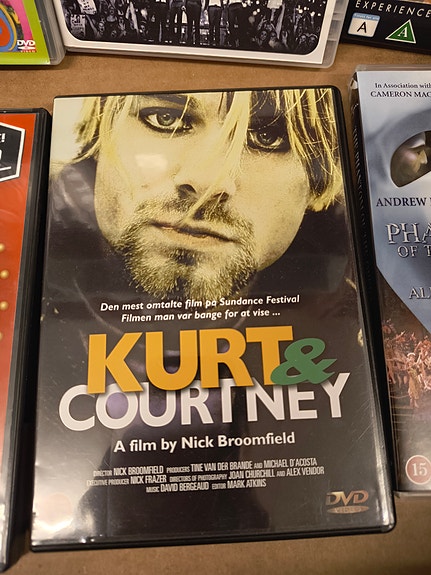 DVD
EXPERIENCE
A
In Association with
CAMERON MAC
ANDREW
PHA
OF T
15
Den mest omtalte film på Sundance Festival
Filmen man var bange for at vise ...
KURT &
COURTNEY
A film by Nick Broomfield
DIRECTOR NICK BROOMFIELD PRODUCERS TINE VAN DER BRANDE AND MICHAEL D'ACOSTA
EXECUTIVE PRODUCER NICK FRAZER DIRECTORS OF PHOTOGRAPHY JOAN CHURCHILL AND ALEX VENDOR
MUSIC DAVID BERGEAUD EDITOR MARK ATKINS
DVD
VIDEO